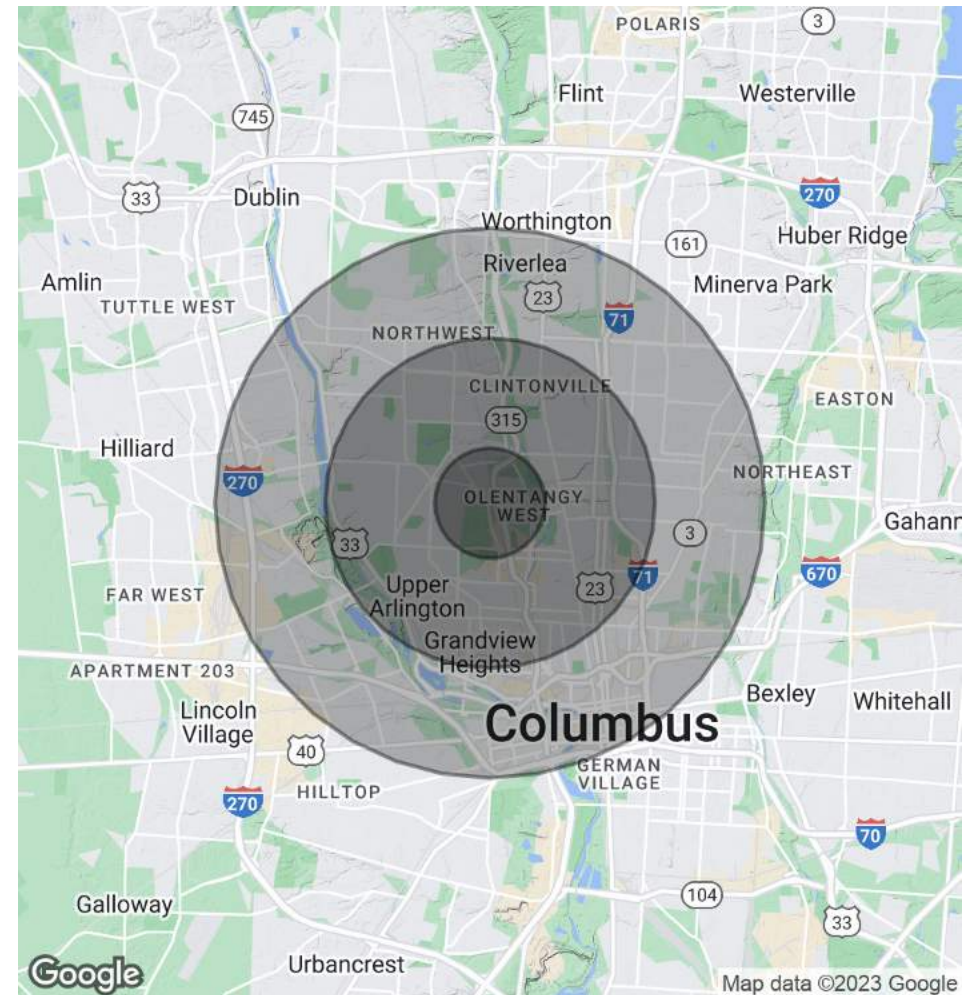 POLARIS
3
Flint
Westerville
745
33
Dublin
270
Worthington
161
Huber Ridge
Riverlea
Amlin
23
Minerva Park
TUTTLE WEST
71
NORTHWEST
CLINTONVILLE
EASTON
315
Hilliard
270
NORTHEAST
OLENTANGY
WEST
Gahann
3
33
670
71
FAR WEST
Upper
Arlington
23
Grandview
Heights
APARTMENT 203
Bexley
Whitehall
Lincoln
Village
Columbus
40
GERMAN
VILLAGE
HILLTOP
270
70
Galloway
104
33
Urbancrest
Google
Map data ©2023 Google